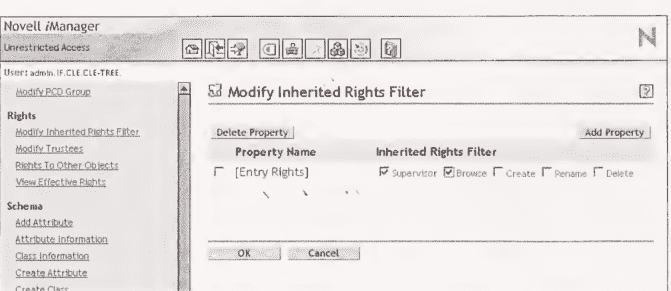 Novell iManager
Unrestricted Access
N
User: admin.IF.CLE.CLE-TREE.
Modify PCD Group
Rights
Modify Inherited Rights Filter
Modify Trustees
Rights To Other Objects
View Effective Rights
Schema
Add Attribute
Attribute Information
Class Information
Create Attribute
Create Class
Modify Inherited Rights Filter
?
Delete Property
Add Property
Property Name Inherited Rights Filter
[Entry Rights] Supervisor Browse Create Rename Delete
OK Cancel